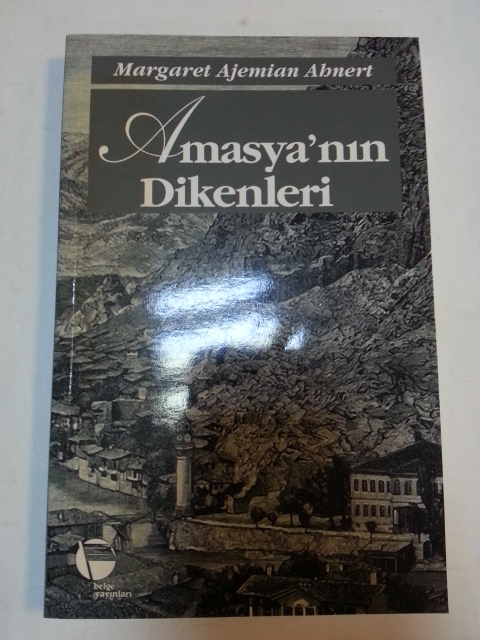 Margaret Ajemian Ahnert
Amasya'nın
Dikenleri
belge
yayınları